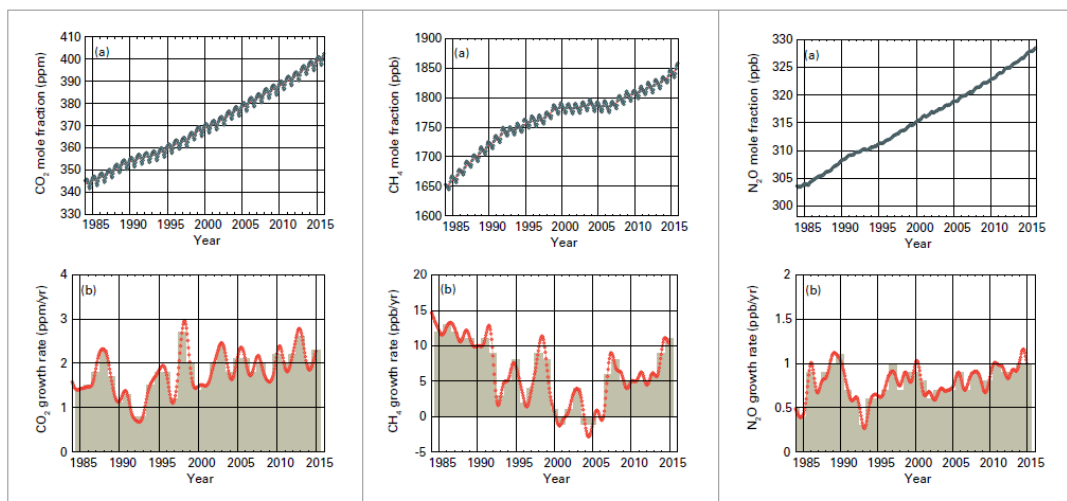 (a)
CO2 mole fraction (ppm)
410
400
390
380
370
360
350
340
330
1985 1990 1995 2000 2005 2010 2015
Year
(a)
CH4 mole fraction (ppb)
1900
1850
1800
1750
1700
1650
1600
1985 1990 1995 2000 2005 2010 2015
Year
(a)
N2O mole fraction (ppb)
330
325
320
315
310
305
300
1985 1990 1995 2000 2005 2010 2015
Year
(b)
CO2 growth rate (ppm/yr)
4
3
2
1
0
1985 1990 1995 2000 2005 2010 2015
Year
(b)
CH4 growth rate (ppb/yr)
20
15
10
5
0
-5
1985 1990 1995 2000 2005 2010 2015
Year
(b)
N2O growth rate (ppb/yr)
2
1.5
1
0.5
0
1985 1990 1995 2000 2005 2010 2015
Year